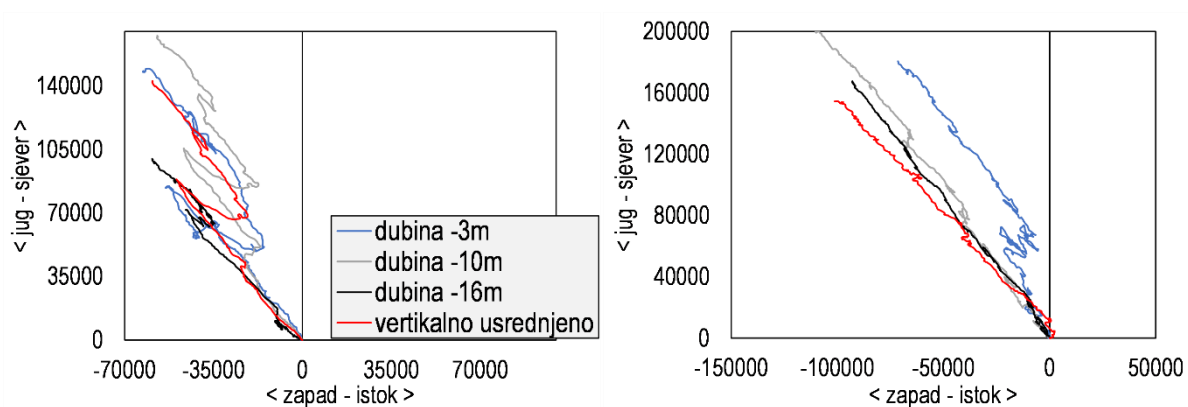 < jug - sjever >
140000
105000
70000
35000
0
-70000 -35000 0 35000 70000
< zapad - istok >
dubina -3m
dubina -10m
dubina -16m
vertikalno usrednjeno
< jug - sjever >
200000
160000
120000
80000
40000
0
-150000 -100000 -50000 0 50000
< zapad - istok >